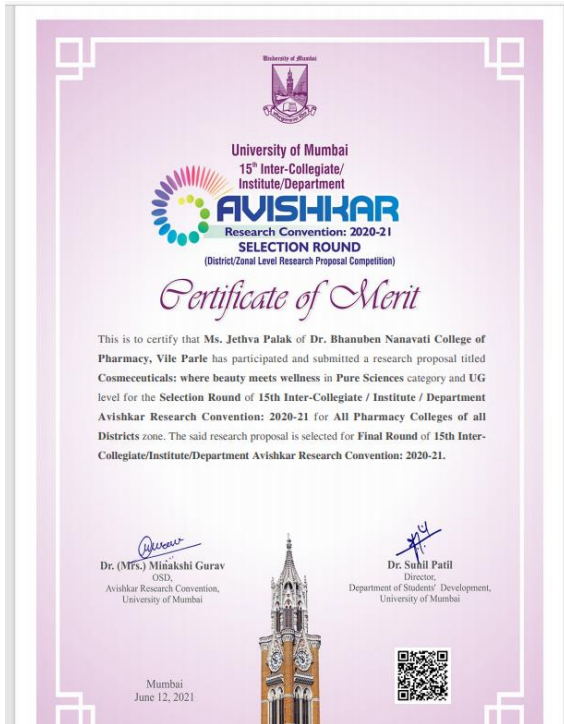 University of Mumbai
University of Mumbai
15th Inter-Collegiate/
Institute/Department
AVISHKAR
Research Convention: 2020-21
SELECTION ROUND
(District/Zonal Level Research Proposal Competition)
Certificate of Merit
This is to certify that Ms. Jethva Palak of Dr. Bhanuben Nanavati College of
Pharmacy, Vile Parle has participated and submitted a research proposal titled
Cosmeceuticals: where beauty meets wellness in Pure Sciences category and UG
level for the Selection Round of 15th Inter-Collegiate / Institute / Department
Avishkar Research Convention: 2020-21 for All Pharmacy Colleges of all
Districts zone. The said research proposal is selected for Final Round of 15th Inter-
Collegiate/Institute/Department Avishkar Research Convention: 2020-21.
Dr. (Mrs.) Minakshi Gurav
OSD,
Avishkar Research Convention,
University of Mumbai
Dr. Sunil Patil
Director,
Department of Students' Development,
University of Mumbai
Mumbai
June 12, 2021